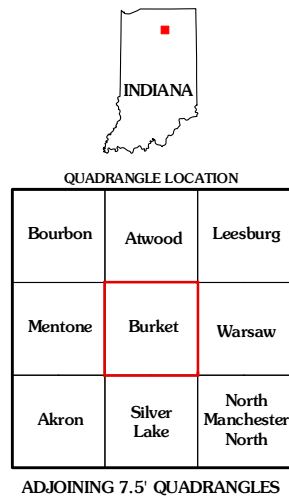 INDIANA
QUADRANGLE LOCATION
Bourbon
Atwood
Leesburg
Mentone
Burket
Warsaw
Akron
Silver
Lake
North
Manchester
North
ADJOINING 7.5' QUADRANGLES